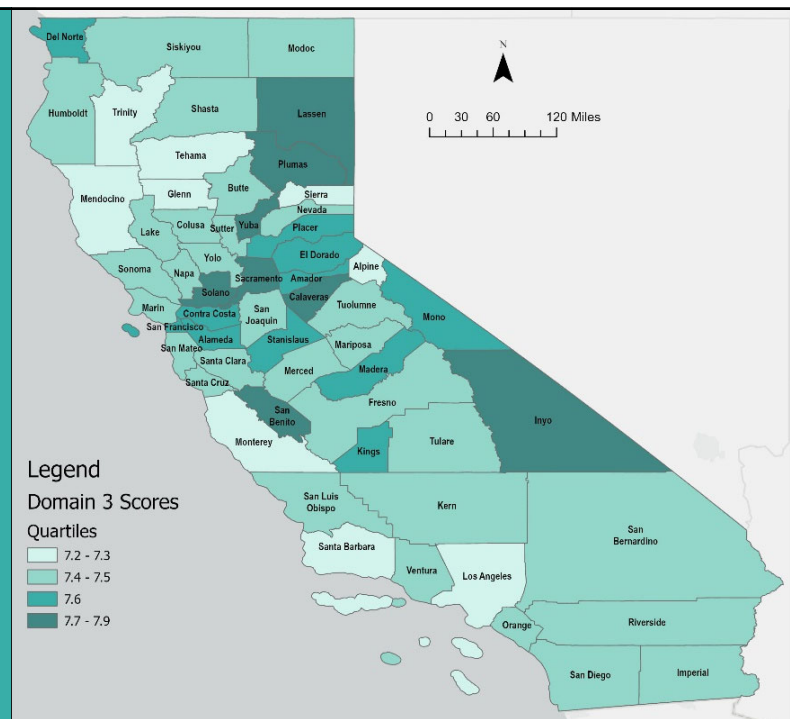 Del Norte
Siskiyou
Modoc
N
Humboldt
Trinity
Shasta
Lassen
0 30 60 120 Miles
Tehama
Plumas
Mendocino
Glenn
Butte
Sierra
Nevada
Lake
Colusa
Sutter
Yuba
Placer
El Dorado
Yolo
Sonoma
Napa
Sacramento
Amador
Alpine
Solano
Calaveras
Marin
Contra Costa
San
Joaquin
Tuolumne
Mono
San Francisco
Alameda
Stanislaus
Mariposa
San Mateo
Santa Clara
Merced
Madera
Santa Cruz
Fresno
San
Benito
Inyo
Monterey
Kings
Tulare
Legend
Domain 3 Scores
Quartiles
7.2 - 7.3
7.4 - 7.5
7.6
7.7 - 7.9
San Luis
Obispo
Kern
San
Bernardino
Santa Barbara
Ventura
Los Angeles
Orange
Riverside
San Diego
Imperial